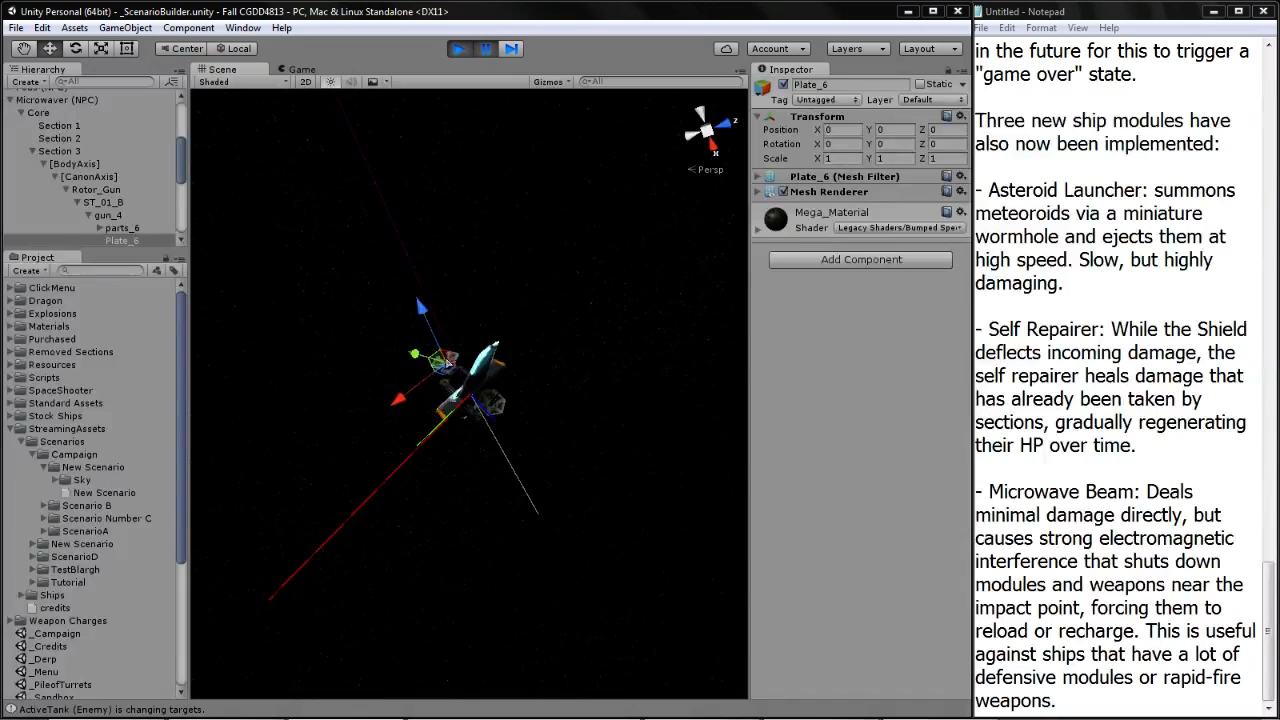 Unity Personal (64bit) - _ScenarioBuilder.unity - Fall CGDD4813 - PC, Mac & Linux Standalone <DX11>
File Edit Assets GameObject Component Window Help
Center Local Account Layers Layout
Hierarchy
Create All
Microwaver (NPC)
Core
Section 1
Section 2
Section 3
[BodyAxis]
[CanonAxis]
Rotor_Gun
ST_01_B
gun_4
parts_6
Plate_6
Project
Create
ClickMenu
Dragon
Explosions
Materials
Purchased
Removed Sections
Resources
Scripts
SpaceShooter
Standard Assets
Stock Ships
StreamingAssets
Scenarios
Campaign
New Scenario
Sky
New Scenario
Scenario B
Scenario Number C
ScenarioA
New Scenario
ScenarioD
TestBlargh
Tutorial
Ships
credits
Weapon Charges
_Campaign
_Credits
_Derp
_Menu
_PileofTurrets
_Sandbox
ActiveTank (Enemy) is changing targets.
Scene Game
Shaded 2D Gizmos All
z
x
Persp
Inspector
Plate_6 Static
Tag Untagged Layer Default
Transform
Position X 0 Y 0 Z 0
Rotation X 0 Y 0 Z 0
Scale X 1 Y 1 Z 1
Plate_6 (Mesh Filter)
Mesh Renderer
Mega_Material
Shader Legacy Shaders/Bumped Spe
Add Component
Untitled - Notepad
File Edit Format View Help
in the future for this to trigger a
"game over" state.
Three new ship modules have
also now been implemented:
- Asteroid Launcher: summons
meteoroids via a miniature
wormhole and ejects them at
high speed. Slow, but highly
damaging.
- Self Repairer: While the Shield
deflects incoming damage, the
self repairer heals damage that
has already been taken by
sections, gradually regenerating
their HP over time.
- Microwave Beam: Deals
minimal damage directly, but
causes strong electromagnetic
interference that shuts down
modules and weapons near the
impact point, forcing them to
reload or recharge. This is useful
against ships that have a lot of
defensive modules or rapid-fire
weapons.